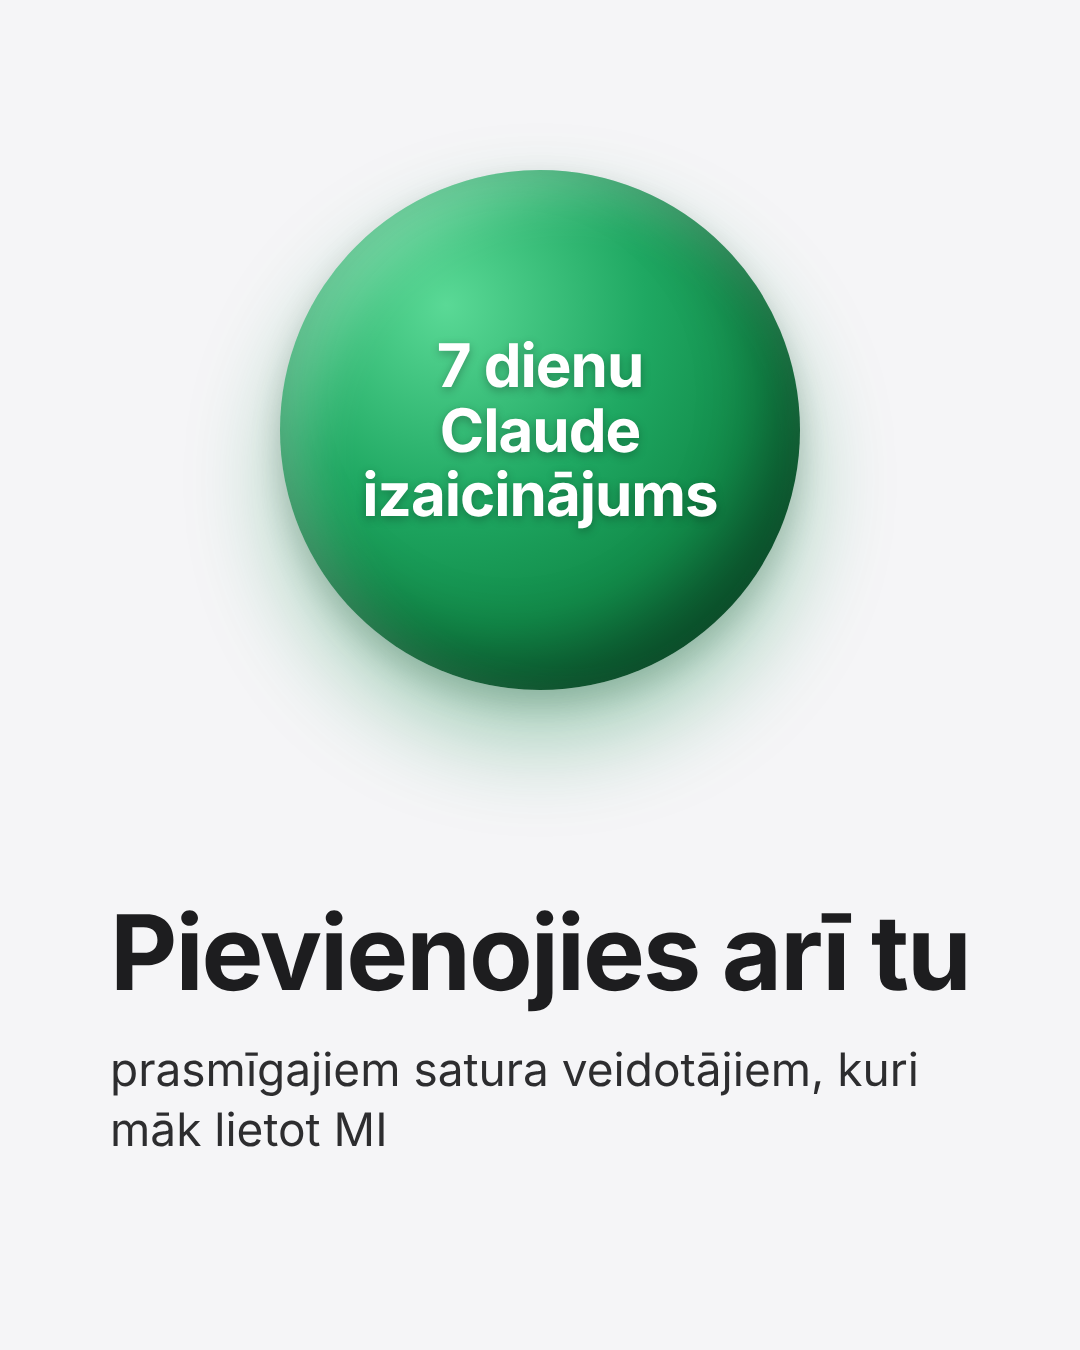 7 dienu
Claude
izaicinājums
Pievienojies arī tu
prasmīgajiem satura veidotājiem, kuri
māk lietot MI